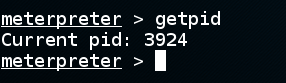 meterpreter > getpid
Current pid: 3924
meterpreter >